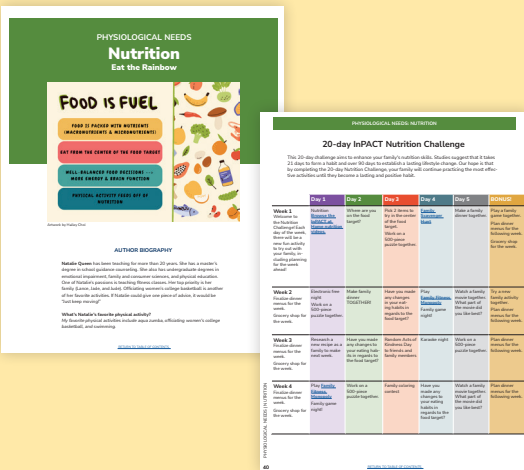 PHYSIOLOGICAL NEEDS
Nutrition
Eat the Rainbow
FOOD IS FUEL
FOOD IS PACKED WITH NUTRIENTS
(MACRONUTRIENTS & MICRONUTRIENTS)
EAT FROM THE CENTER OF THE FOOD TARGET
WELL-BALANCED FOOD DECISIONS -->
MORE ENERGY & BRAIN FUNCTION
PHYSICAL ACTIVITY FEEDS OFF OF
NUTRITION
Artwork by Hailey Choi
AUTHOR BIOGRAPHY
Natalie Queen has been teaching for more than 20 years. She has a master's
degree in school guidance counseling. She also has undergraduate degrees in
emotional impairment, family and consumer sciences, and physical education.
One of Natalie's passions is teaching fitness classes. Her top priority is her
family (Lance, Jade, and Luke). Officiating women's college basketball is another
of her favorite activities. If Natalie could give one piece of advice, it would be
"Just keep moving!"
What's Natalie's favorite physical activity?
My favorite physical activities include aqua zumba, officiating women's college
basketball, and swimming.
RETURN TO TABLE OF CONTENTS
PHYSIOLOGICAL NEEDS: NUTRITION
20-day InPACT Nutrition Challenge
This 20-day challenge aims to enhance your family's nutrition skills. Studies suggest that it takes
21 days to form a habit and over 90 days to establish a lasting lifestyle change. Our hope is that
by completing the 20-day Nutrition Challenge, your family will continue practicing the most effec-
tive activities until they become a lasting and positive habit.
Day 1 Day 2 Day 3 Day 4 Day 5 BONUS
Week 1
Welcome to
the Nutrition
Challenge! Each
day of the week,
there will be a
new fun activity
to try out with
your family, in-
cluding planning
for the week
ahead!
Nutrition
Browse the
InPACT at
Home nutrition
videos.
Where are you
on the food
target?
Pick 2 items to
try in the center
of the food
target.
Work on a
500-piece
puzzle together.
Family
Scavenger
Hunt
Make a family
dinner together.
Play a family
game together.
Plan dinner
menus for the
following week.
Grocery shop
for the week.
Week 2
Finalize dinner
menus for the
week.
Grocery shop for
the week.
Electronic free
night!
Work on a
500-piece
puzzle together.
Make family
dinner
TOGETHER!
Have you made
any changes
in your eat-
ing habits in
regards to the
food target?
Play
Family Fitness
Monopoly
Family game
night!
Watch a family
movie together.
What part of
the movie did
you like best?
Try a new
family activity
together.
Plan dinner
menus for the
following week.
Week 3
Finalize dinner
menus for the
week.
Grocery shop for
the week.
Research a
new recipe as a
family to make
next week.
Have you made
any changes to
your eating hab-
its in regards to
the food target?
Random Acts of
Kindness Day
to friends and
family members
Karaoke night
Work on a
500-piece
puzzle together.
Plan dinner
menus for the
following week.
Week 4
Finalize dinner
menus for the
week.
Grocery shop for
the week.
Play Family
Fitness
Monopoly
Family game
night!
Work on a
500-piece
puzzle together.
Family coloring
contest
Have you
made any
changes to
your eating
habits in
regards to the
food target?
Watch a family
movie together.
What part of
the movie did
you like best?
Plan dinner
menus for the
following week.
PHYSIOLOGICAL NEEDS | NUTRITION
40
RETURN TO TABLE OF CONTENTS